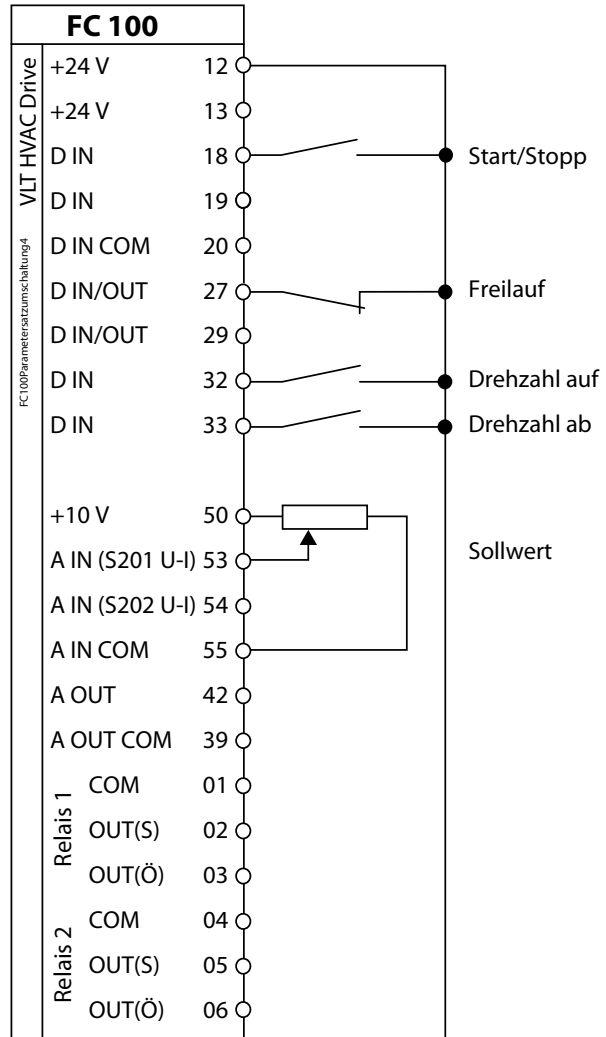 FC 100
VLT HVAC Drive
FC100Parametersatzumschaltung4
+24 V 12
+24 V 13
D IN 18 Start/Stopp
D IN 19
D IN COM 20
D IN/OUT 27 Freilauf
D IN/OUT 29
D IN 32 Drehzahl auf
D IN 33 Drehzahl ab
+10 V 50
A IN (S201 U-I) 53 Sollwert
A IN (S202 U-I) 54
A IN COM 55
A OUT 42
A OUT COM 39
Relais 1
COM 01
OUT(S) 02
OUT(Ö) 03
Relais 2
COM 04
OUT(S) 05
OUT(Ö) 06